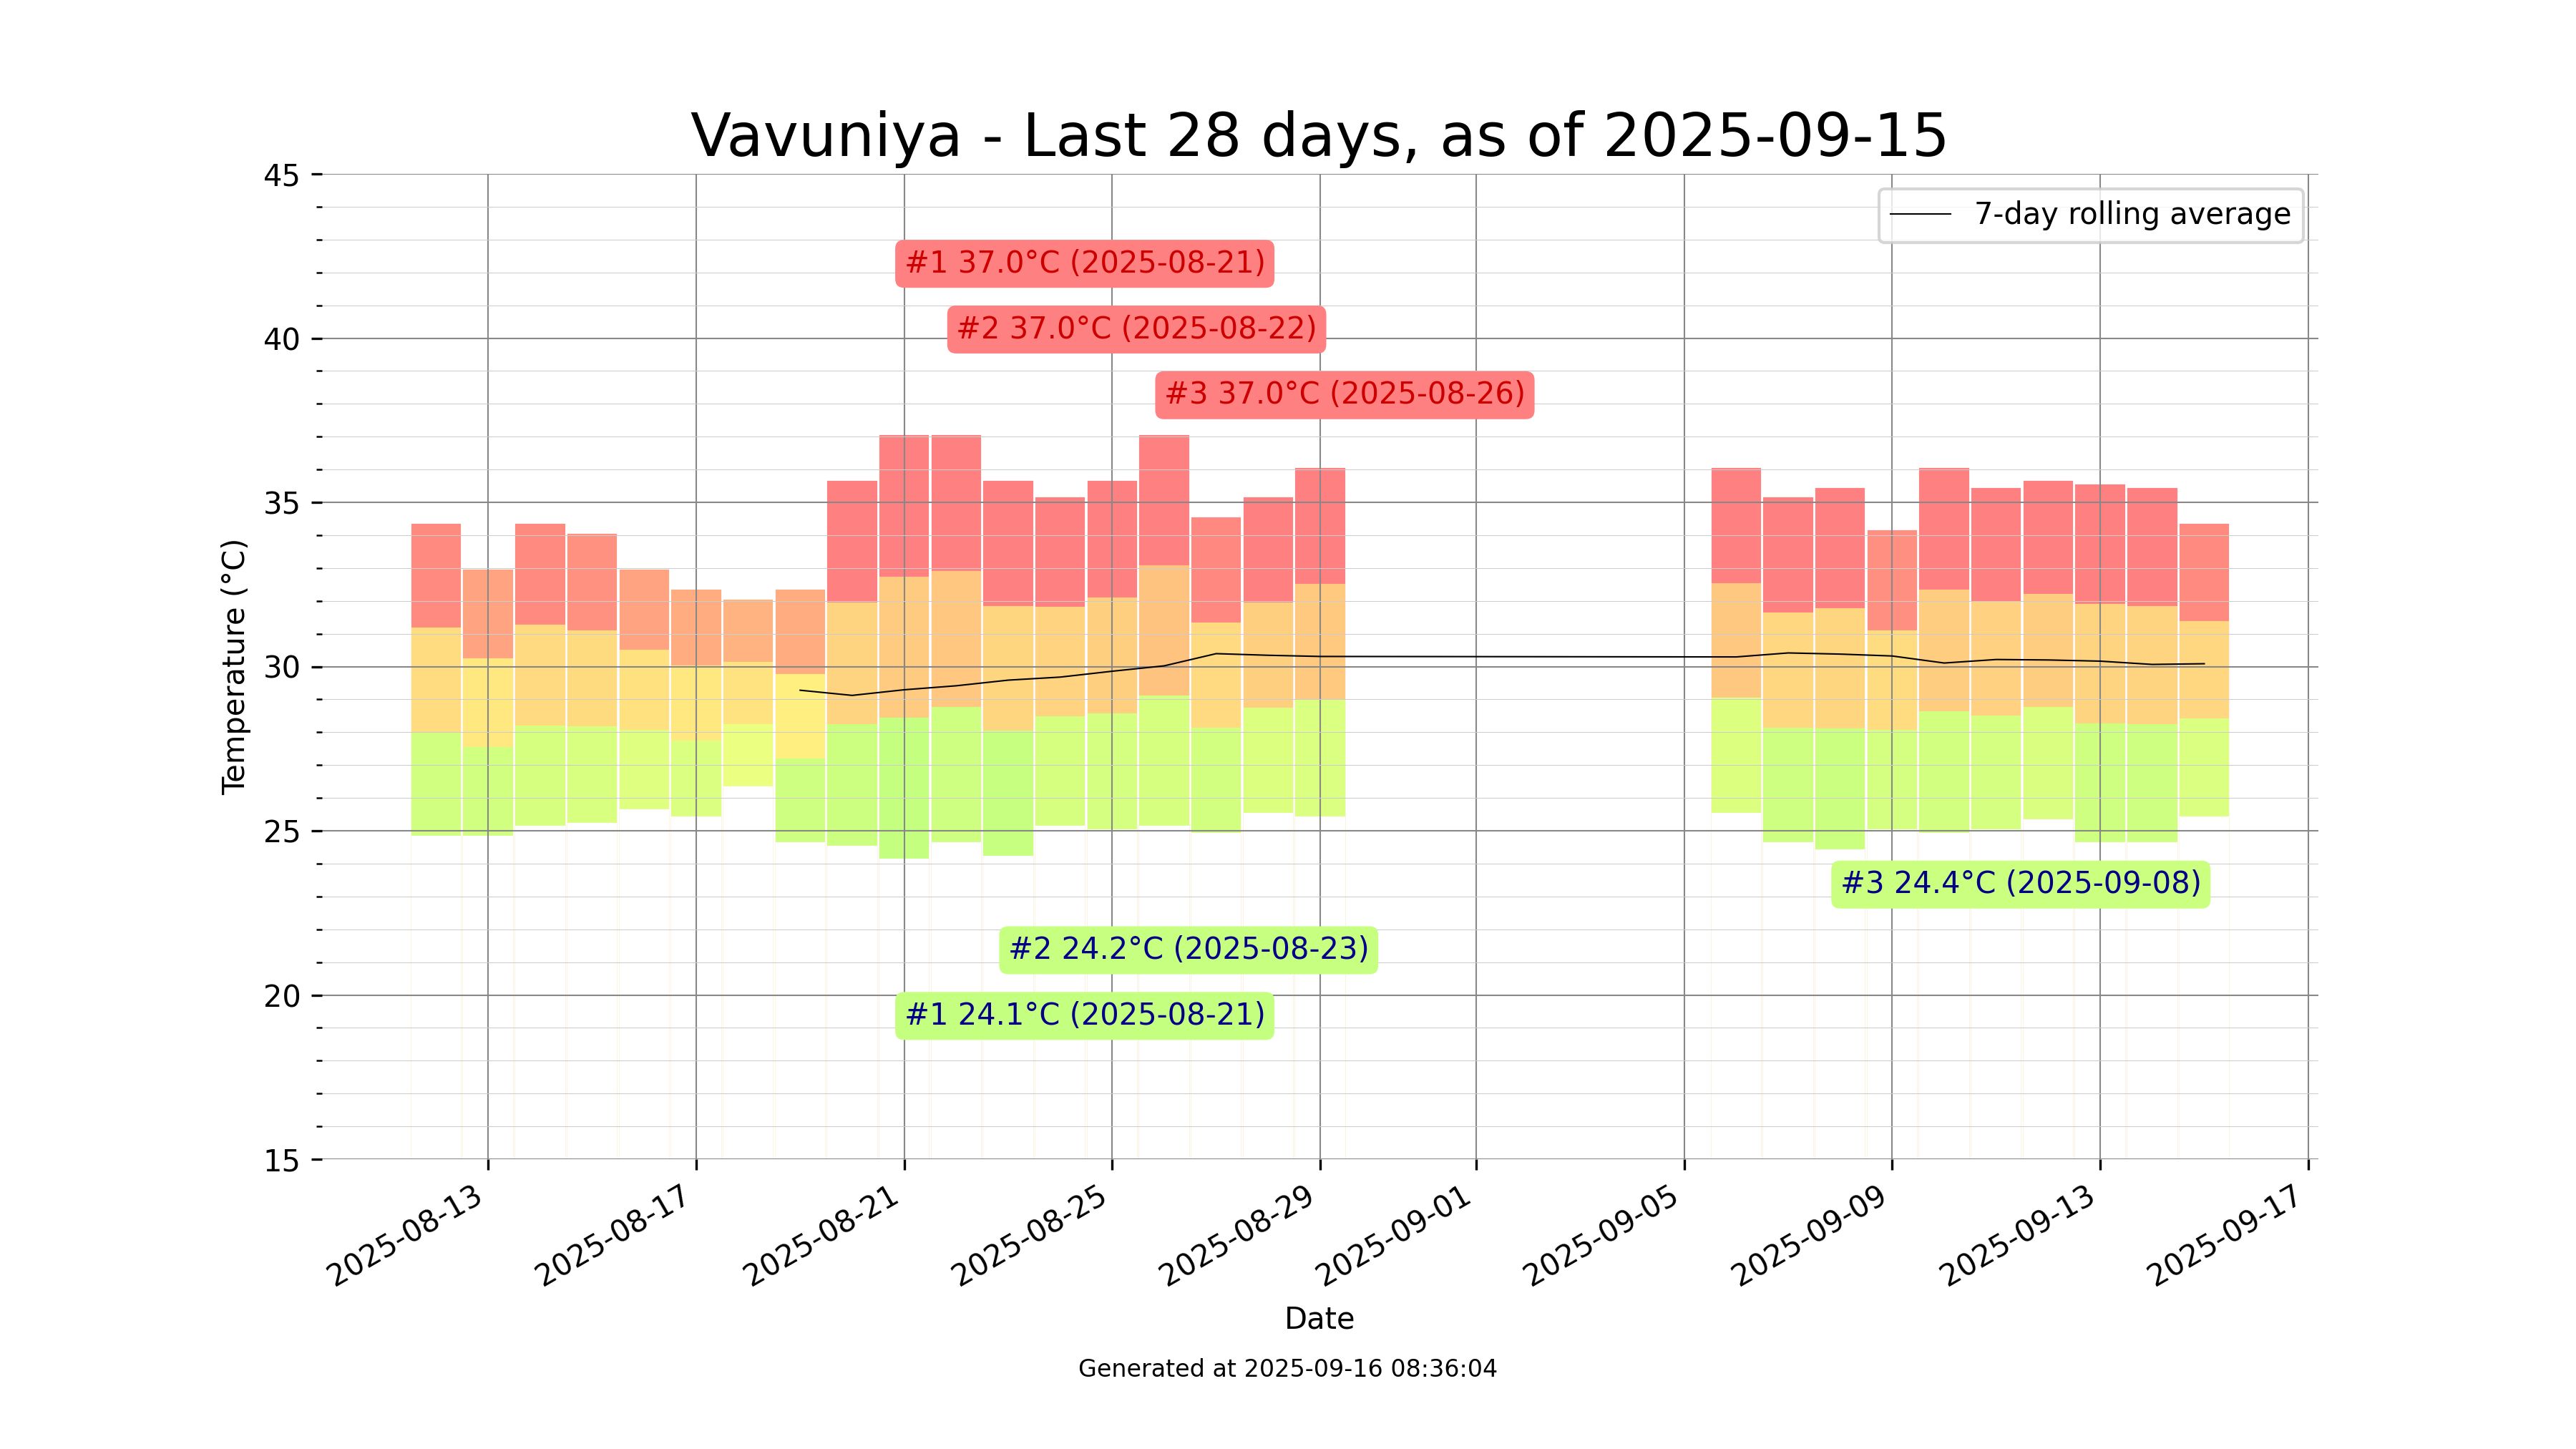 Vavuniya - Last 28 days, as of 2025-09-15
7-day rolling average
#1 37.0°C (2025-08-21)
#2 37.0°C (2025-08-22)
#3 37.0°C (2025-08-26)
#3 24.4°C (2025-09-08)
#2 24.2°C (2025-08-23)
#1 24.1°C (2025-08-21)
Temperature (°C)
45
40
35
30
25
20
15
2025-08-13
2025-08-17
2025-08-21
2025-08-25
2025-08-29
2025-09-01
2025-09-05
2025-09-09
2025-09-13
2025-09-17
Date
Generated at 2025-09-16 08:36:04